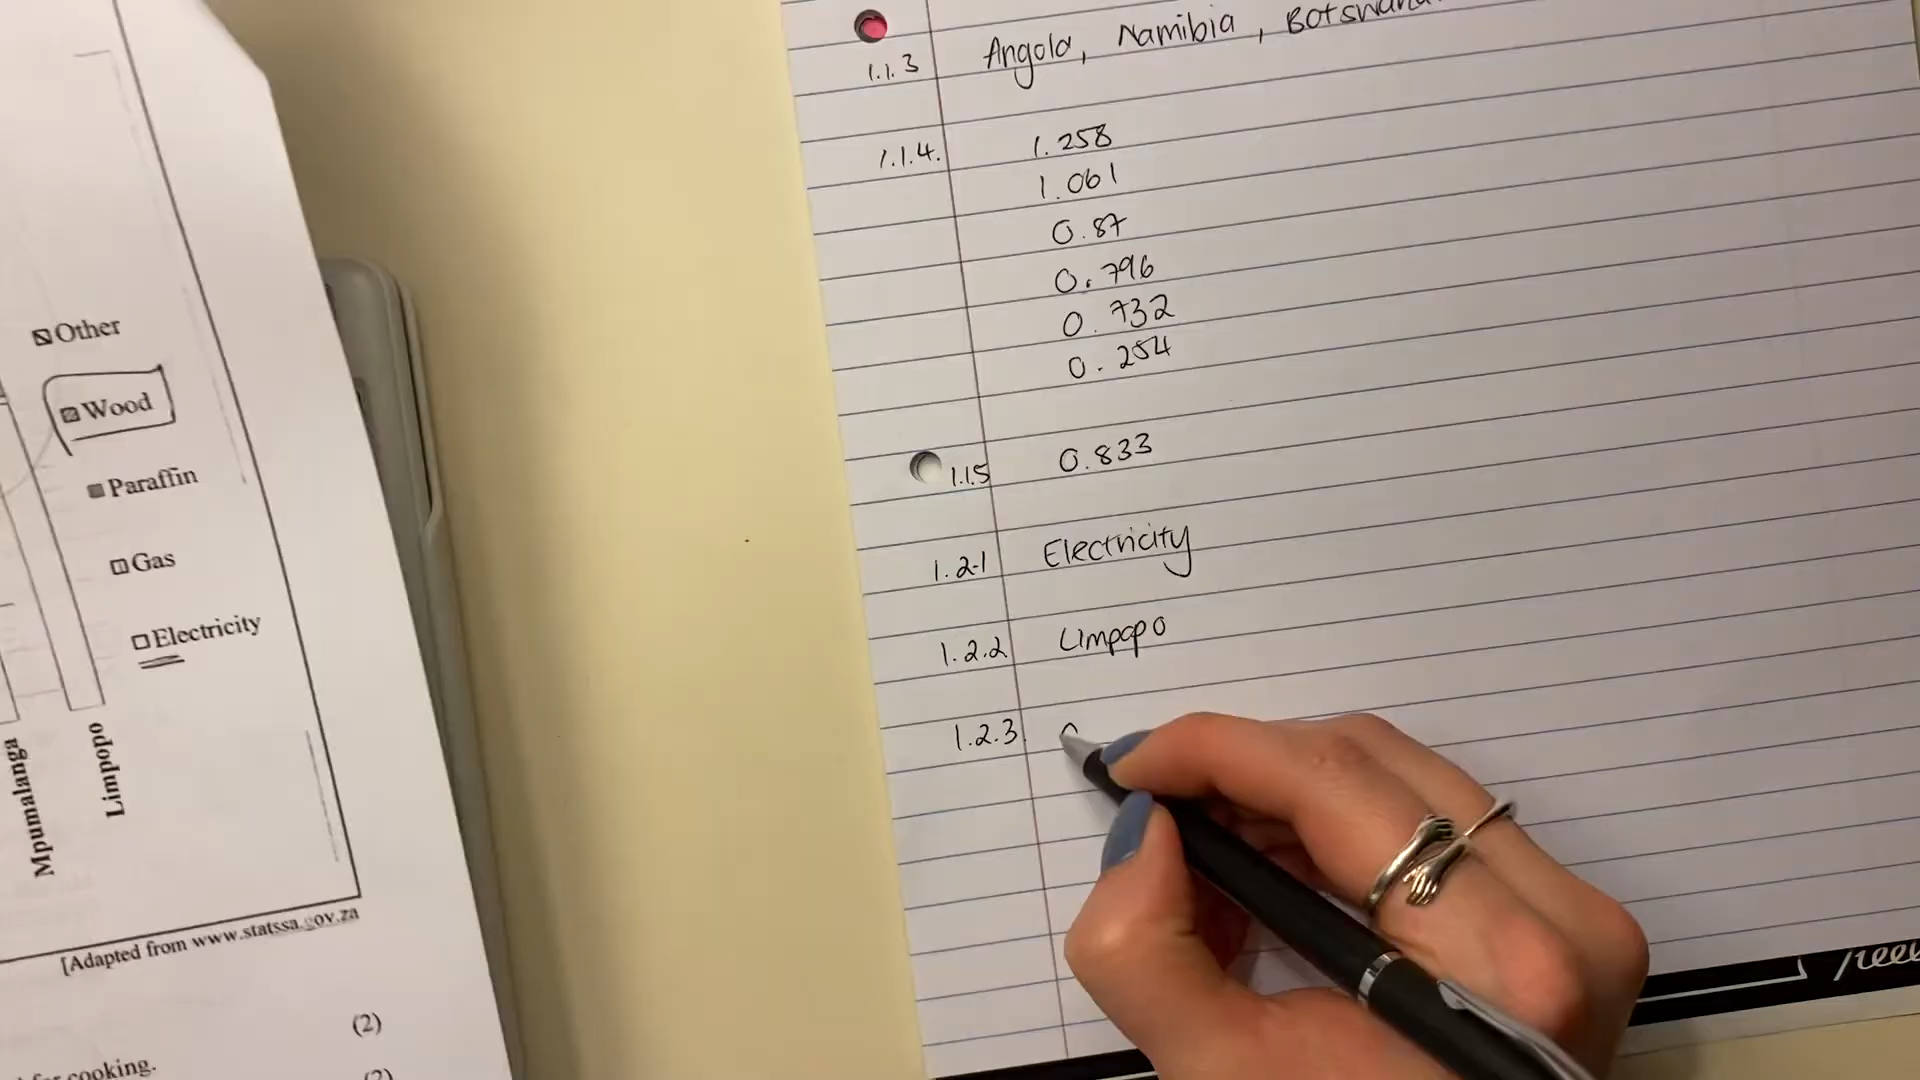 Other
Wood
Paraffin
Gas
Electricity
Mpumalanga
Limpopo
[Adapted from www.statssa.gov.za
(2)
cooking.
(2)
1.1.3 Angola, Namibia, Botswana
1.1.4. 1.258
1.061
0.87
0.796
0.732
0.254
1.1.5 0.833
1.2.1 Electricity
1.2.2 Limpopo
1.2.3